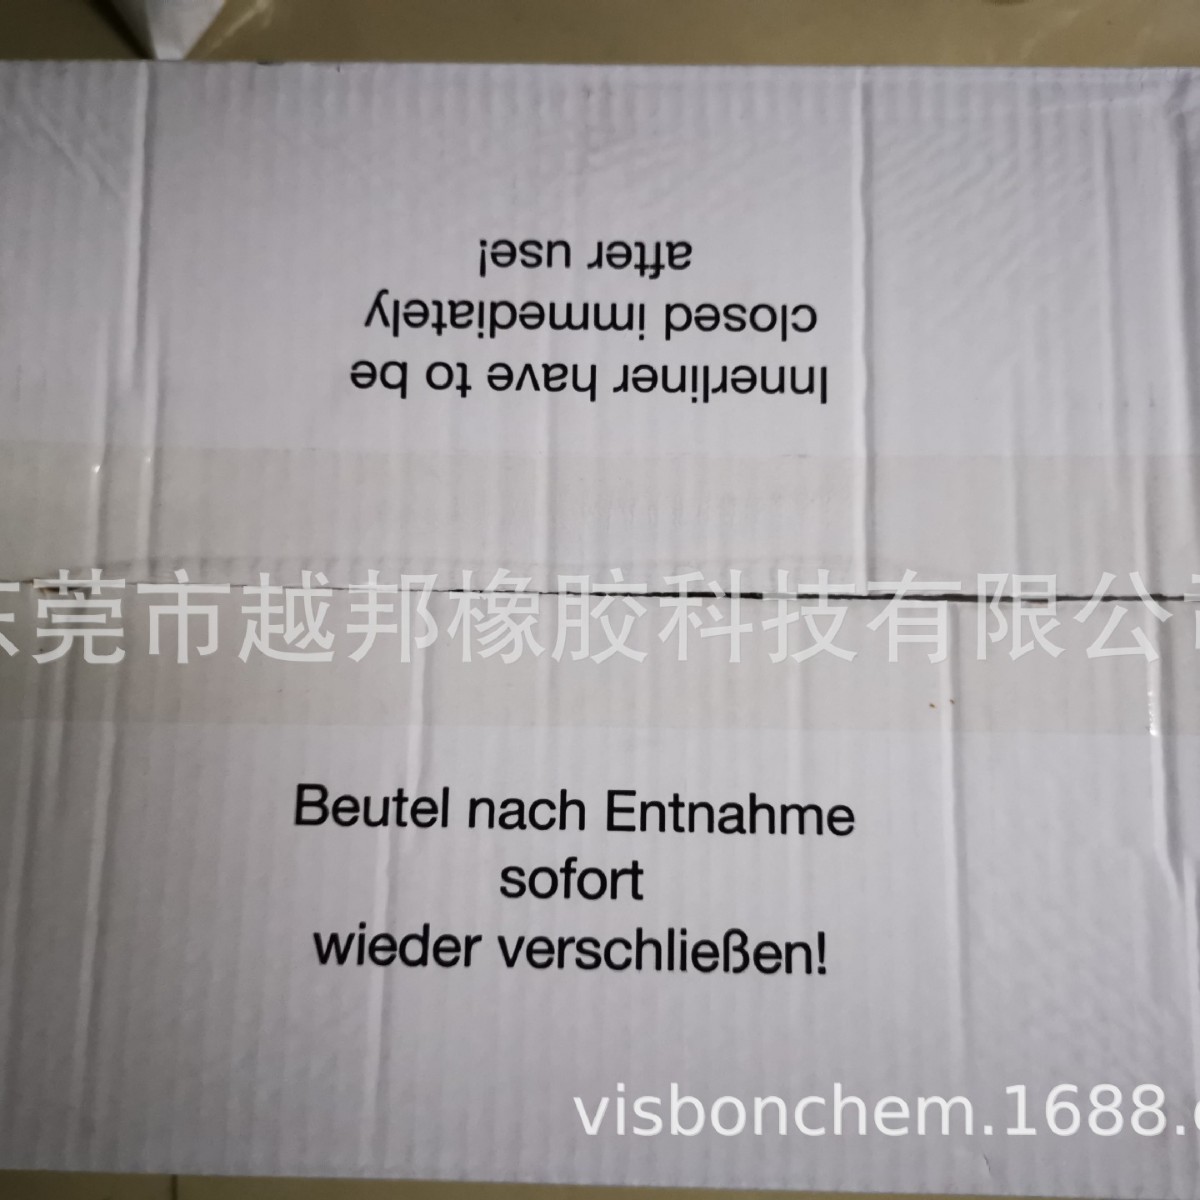 Innerliner have to be
closed immediately
after use!
东莞市越邦橡胶科技有限公司
Beutel nach Entnahme
sofort
wieder verschließen!
visbonchem.1688.c